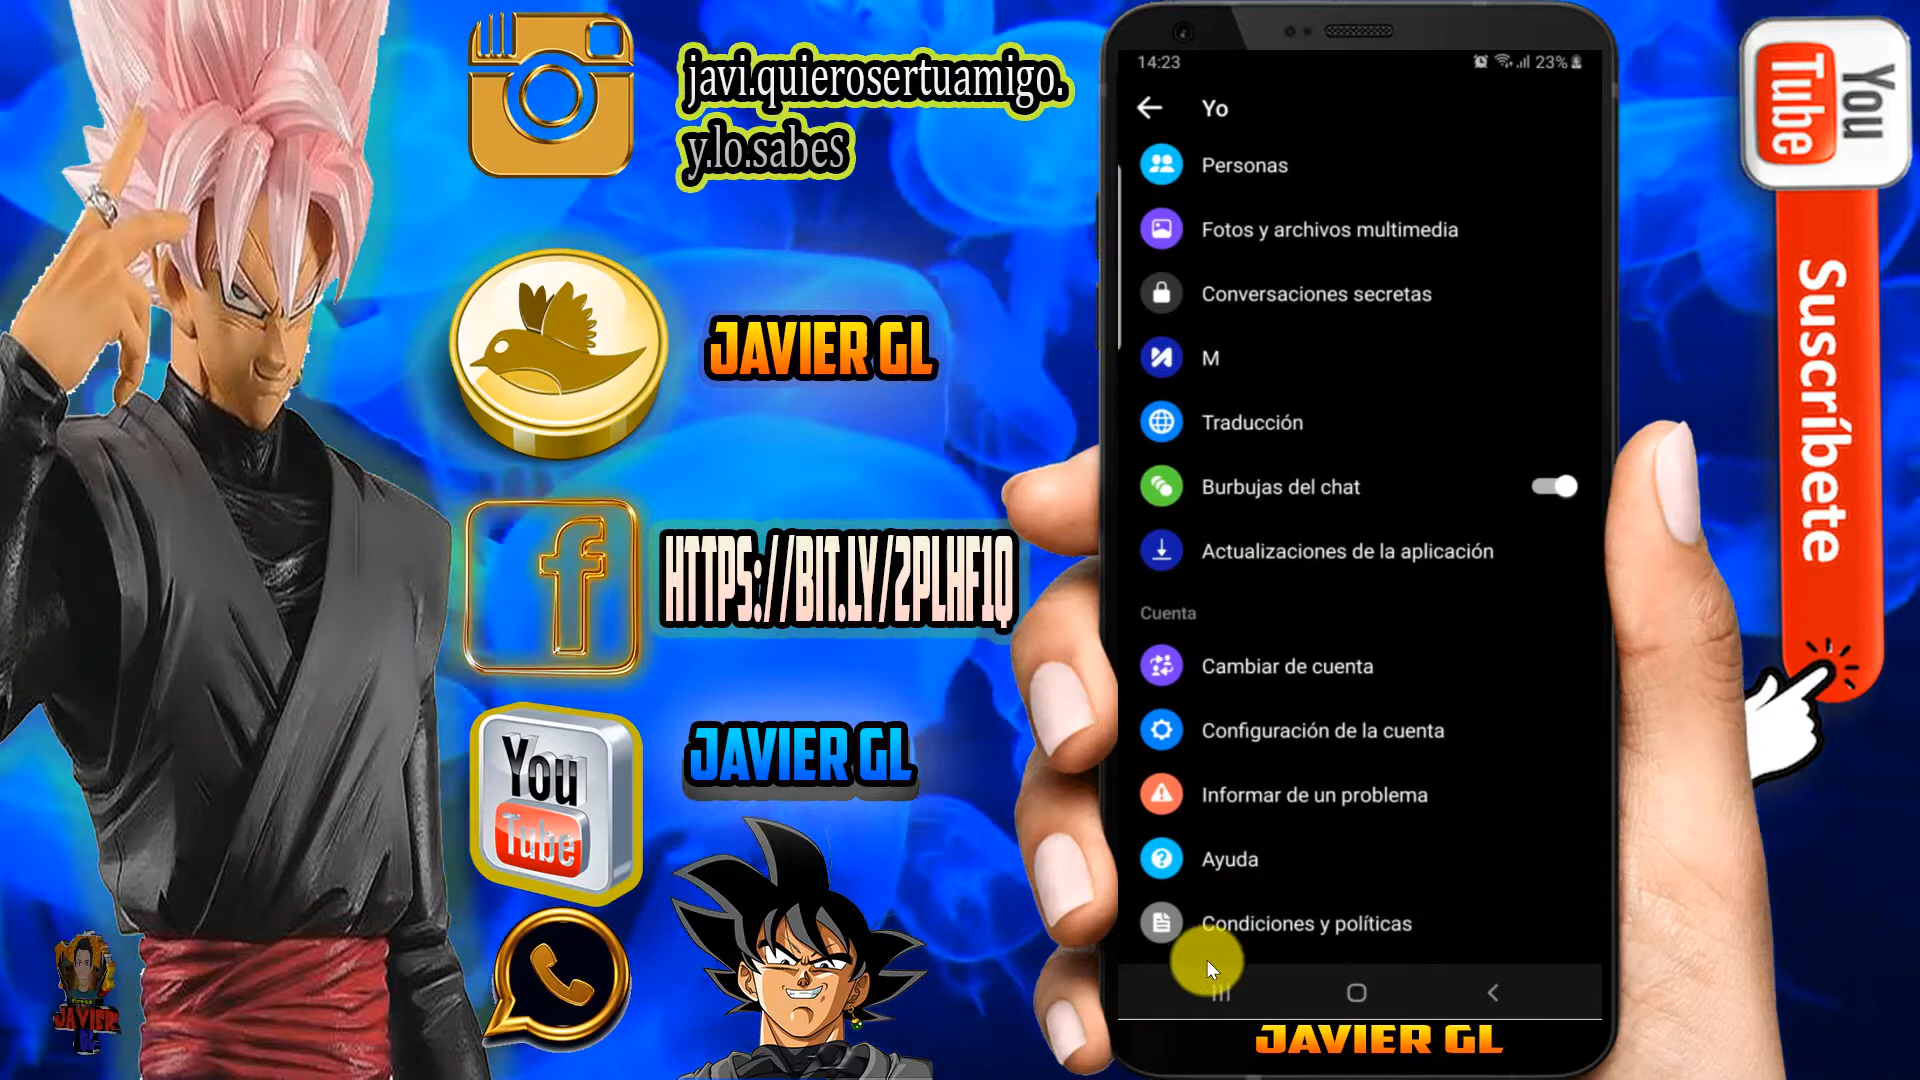 javi.quierosertuamigo.
y.lo.sabes
JAVIER GL
HTTPS://BIT.LY/2PLHF1Q
You
Tube
JAVIER GL
JAVIER
GL
14:23
23%
Yo
Personas
Fotos y archivos multimedia
Conversaciones secretas
M
Traducción
Burbujas del chat
Actualizaciones de la aplicación
Cuenta
Cambiar de cuenta
Configuración de la cuenta
Informar de un problema
Ayuda
Condiciones y políticas
JAVIER GL
You
Tube
Suscríbete